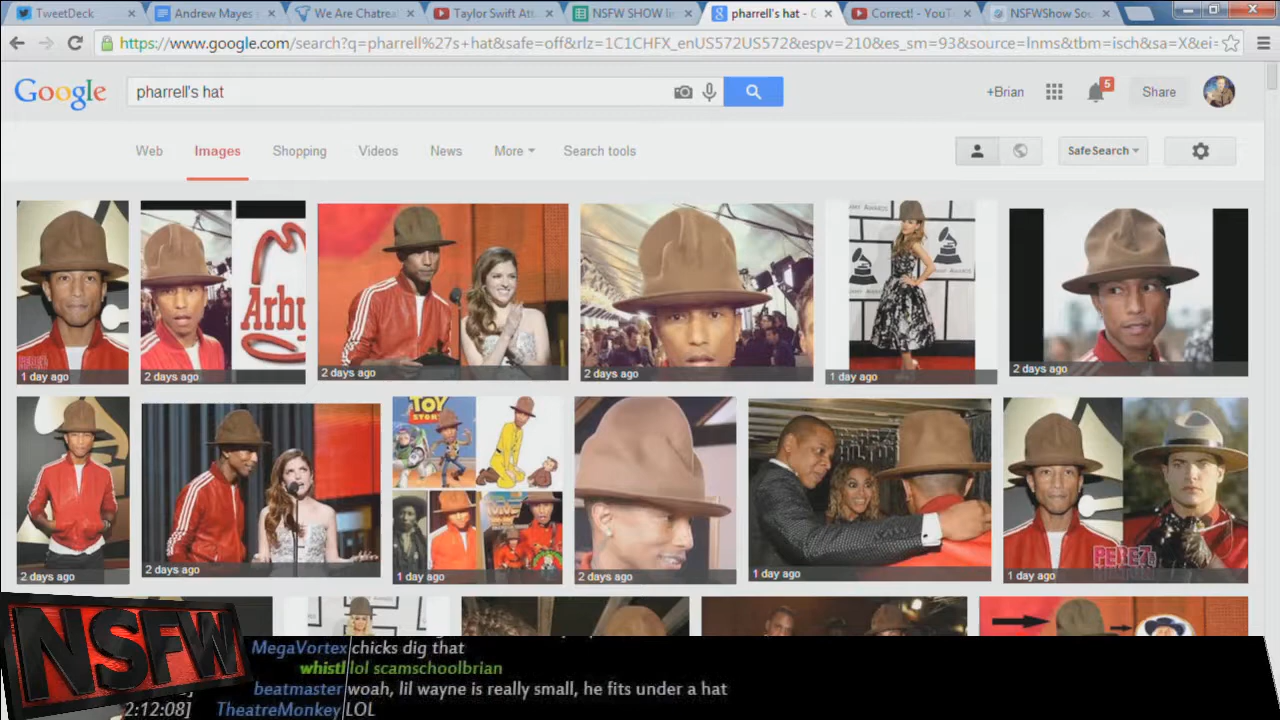 TweetDeck
Andrew Mayes
We Are Chatrea
Taylor Swift Att
NSFW SHOW li
pharrell's hat - G
Correct! - YouT
NSFWShow Sou
https://www.google.com/search?q=pharrell%27s+hat&safe=off&rlz=1C1CHFX_enUS572US572&espv=210&es_sm=93&source=lnms&tbm=isch&sa=X&ei=
Google
pharrell's hat
+Brian
5
Share
Web
Images
Shopping
Videos
News
More
Search tools
SafeSearch
Arby
1 day ago
2 days ago
2 days ago
2 days ago
1 day ago
2 days ago
TOY
STORY
PEREZ
2 days ago
2 days ago
1 day ago
2 days ago
1 day ago
1 day ago
NSFW
MegaVortex chicks dig that
whistl lol scamschoolbrian
beatmaster woah, lil wayne is really small, he fits under a hat
2:12:08] TheatreMonkey LOL